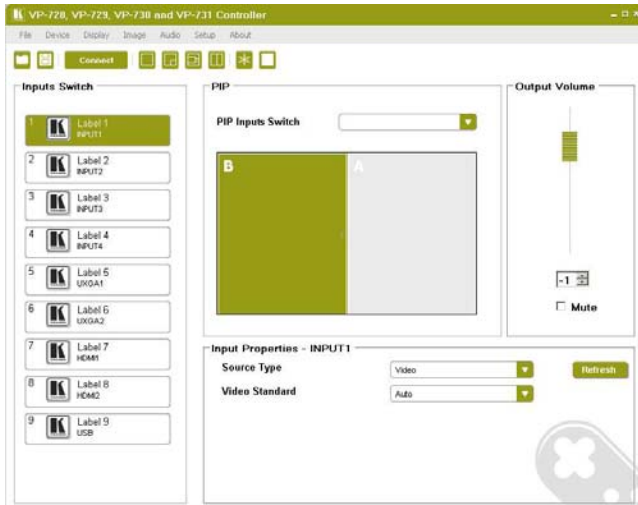 VP-728, VP-729, VP-730 and VP-731 Controller
File Device Display Image Audio Setup About
Connect
Inputs Switch
1 Label 1
INPUT1
2 Label 2
INPUT2
3 Label 3
INPUT3
4 Label 4
INPUT4
5 Label 5
UXGA1
6 Label 6
UXGA2
7 Label 7
HDMI1
8 Label 8
HDMI2
9 Label 9
USB
PIP
PIP Inputs Switch
B A
Output Volume
-1
Mute
Input Properties - INPUT1
Source Type Video Refresh
Video Standard Auto